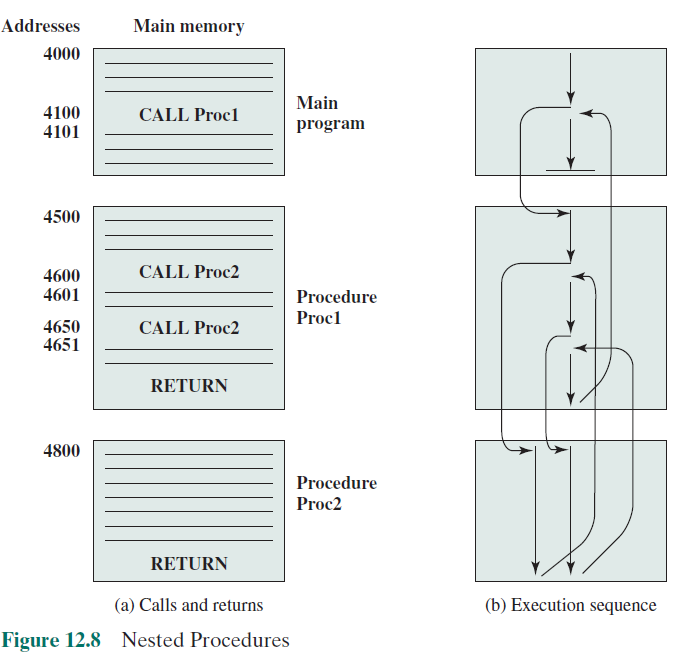 Addresses Main memory
4000
4100 CALL Proc1
4101
Main
program
4500
4600 CALL Proc2
4601
4650 CALL Proc2
4651
RETURN
Procedure
Proc1
4800
RETURN
Procedure
Proc2
(a) Calls and returns
(b) Execution sequence
Figure 12.8 Nested Procedures